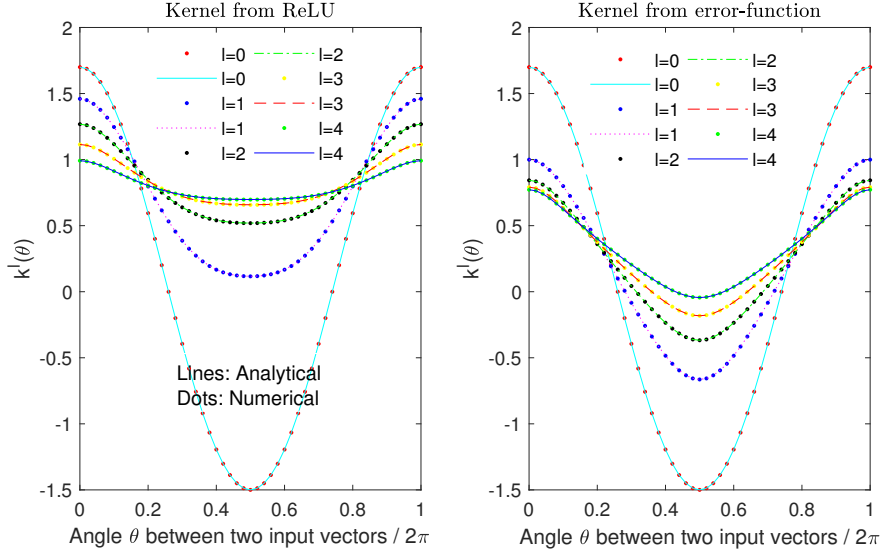 Kernel from ReLU
2
1.5
1
0.5
0
-0.5
-1
-1.5
k^l(θ)
l=0 l=2
l=0 l=3
l=1 l=3
l=1 l=4
l=2 l=4
Lines: Analytical
Dots: Numerical
0 0.2 0.4 0.6 0.8 1
Angle θ between two input vectors / 2π
Kernel from error-function
2
1.5
1
0.5
0
-0.5
-1
-1.5
k^l(θ)
l=0 l=2
l=0 l=3
l=1 l=3
l=1 l=4
l=2 l=4
0 0.2 0.4 0.6 0.8 1
Angle θ between two input vectors / 2π